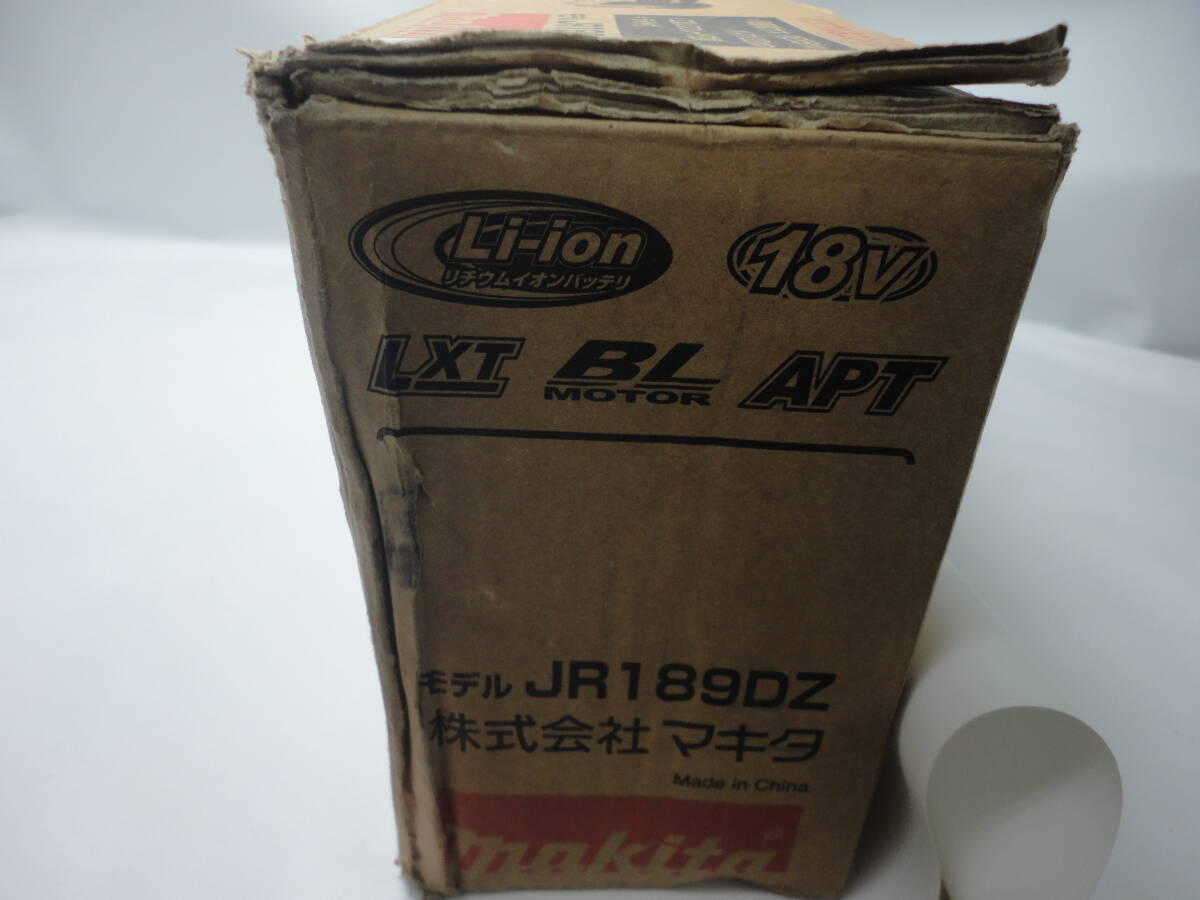 Li-ion
リチウムイオンバッテリ
18V
LXT
BL
MOTOR
APT
モデル JR189DZ
株式会社 マキタ
Made in China
makita®